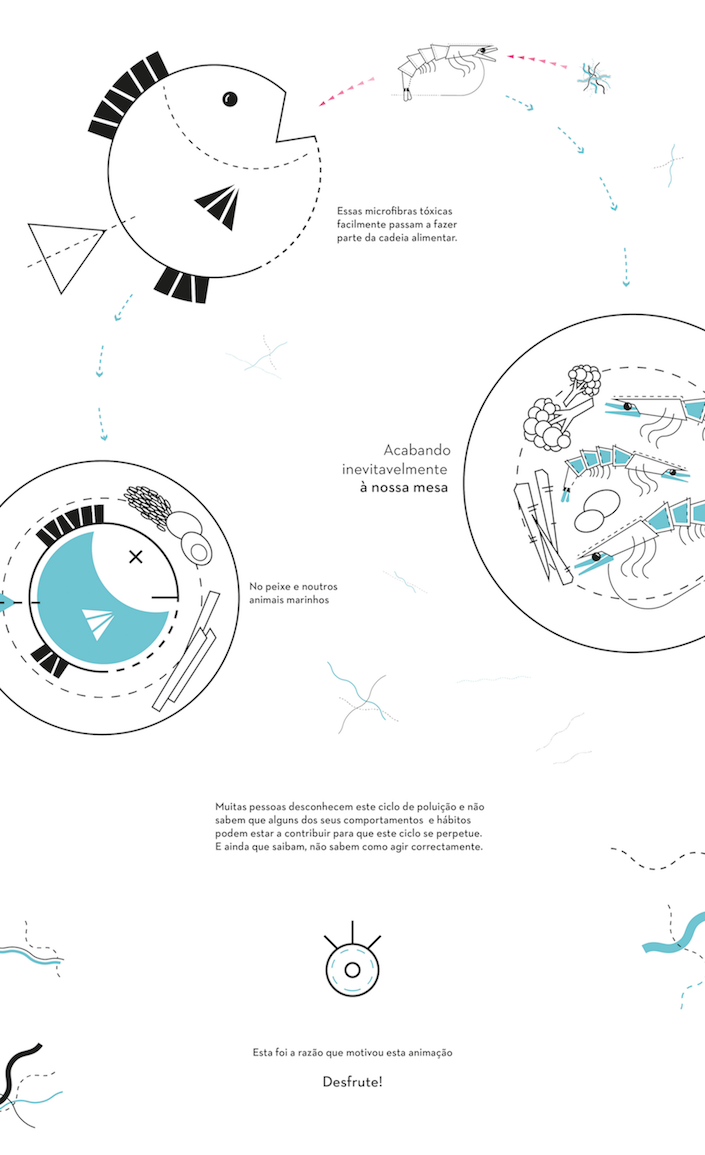 Essas microfibras tóxicas
facilmente passam a fazer
parte da cadeia alimentar.
Acabando
inevitavelmente
à nossa mesa
No peixe e noutros
animais marinhos
Muitas pessoas desconhecem este ciclo de poluição e não
sabem que alguns dos seus comportamentos e hábitos
podem estar a contribuir para que este ciclo se perpetue.
E ainda que saibam, não sabem como agir correctamente.
Esta foi a razão que motivou esta animação
Desfrute!